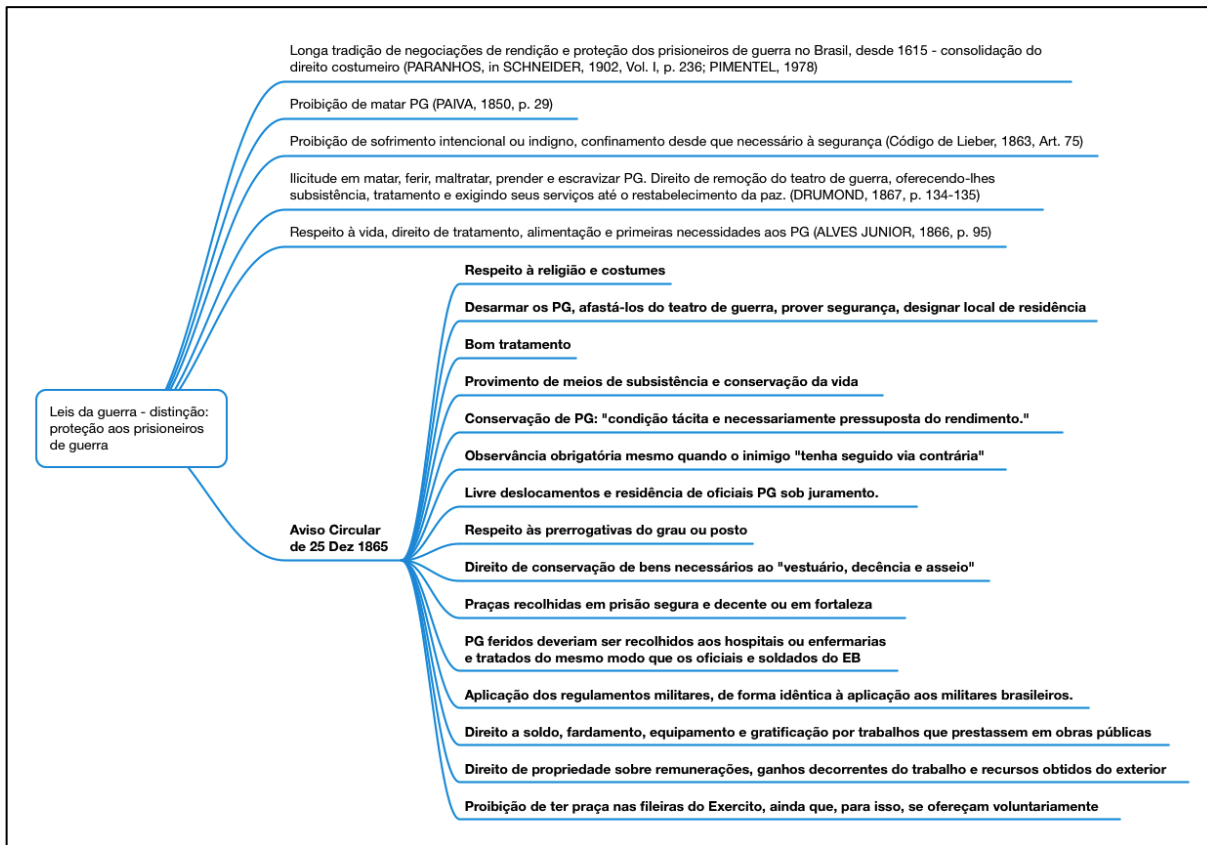 Longa tradição de negociações de rendição e proteção dos prisioneiros de guerra no Brasil, desde 1615 - consolidação do
direito costumeiro (PARANHOS, in SCHNEIDER, 1902, Vol. I, p. 236; PIMENTEL, 1978)
Proibição de matar PG (PAIVA, 1850, p. 29)
Proibição de sofrimento intencional ou indigno, confinamento desde que necessário à segurança (Código de Lieber, 1863, Art. 75)
Ilicitude em matar, ferir, maltratar, prender e escravizar PG. Direito de remoção do teatro de guerra, oferecendo-lhes
subsistência, tratamento e exigindo seus serviços até o restabelecimento da paz. (DRUMOND, 1867, p. 134-135)
Respeito à vida, direito de tratamento, alimentação e primeiras necessidades aos PG (ALVES JUNIOR, 1866, p. 95)
Leis da guerra - distinção:
proteção aos prisioneiros
de guerra
Aviso Circular
de 25 Dez 1865
Respeito à religião e costumes
Desarmar os PG, afastá-los do teatro de guerra, prover segurança, designar local de residência
Bom tratamento
Provimento de meios de subsistência e conservação da vida
Conservação de PG: "condição tácita e necessariamente pressuposta do rendimento."
Observância obrigatória mesmo quando o inimigo "tenha seguido via contrária"
Livre deslocamentos e residência de oficiais PG sob juramento.
Respeito às prerrogativas do grau ou posto
Direito de conservação de bens necessários ao "vestuário, decência e asseio"
Praças recolhidas em prisão segura e decente ou em fortaleza
PG feridos deveriam ser recolhidos aos hospitais ou enfermarias
e tratados do mesmo modo que os oficiais e soldados do EB
Aplicação dos regulamentos militares, de forma idêntica à aplicação aos militares brasileiros.
Direito a soldo, fardamento, equipamento e gratificação por trabalhos que prestassem em obras públicas
Direito de propriedade sobre remunerações, ganhos decorrentes do trabalho e recursos obtidos do exterior
Proibição de ter praça nas fileiras do Exercito, ainda que, para isso, se ofereçam voluntariamente